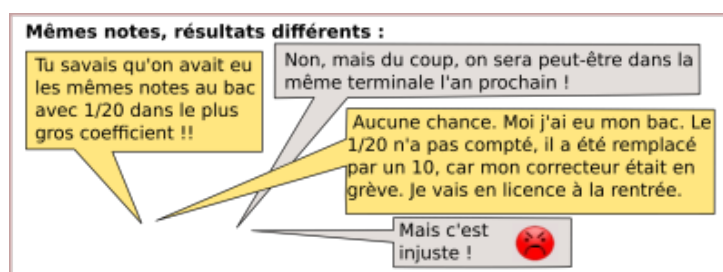 Mêmes notes, résultats différents :
Tu savais qu'on avait eu
les mêmes notes au bac
avec 1/20 dans le plus
gros coefficient !!
Non, mais du coup, on sera peut-être dans la
même terminale l'an prochain !
Aucune chance. Moi j'ai eu mon bac. Le
1/20 n'a pas compté, il a été remplacé
par un 10, car mon correcteur était en
grève. Je vais en licence à la rentrée.
Mais c'est
injuste !